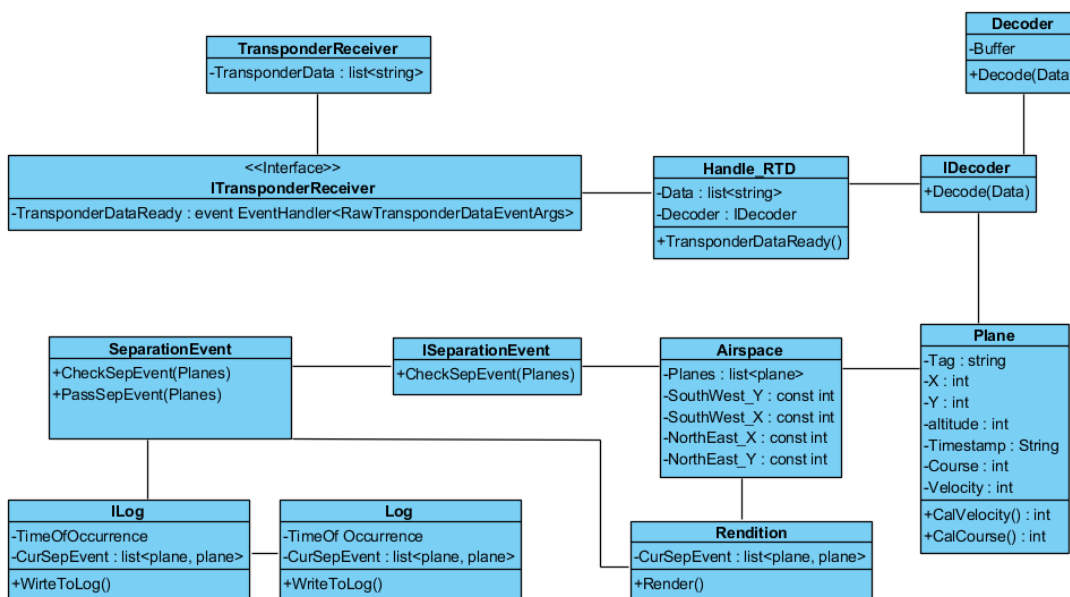 TransponderReceiver
-TransponderData : list<string>
Decoder
-Buffer
+Decode(Data
<<Interface>>
ITransponderReceiver
-TransponderDataReady : event EventHandler<RawTransponderDataEventArgs>
Handle_RTD
-Data : list<string>
-Decoder : IDecoder
+TransponderDataReady()
IDecoder
+Decode(Data)
SeparationEvent
+CheckSepEvent(Planes)
+PassSepEvent(Planes)
ISeparationEvent
+CheckSepEvent(Planes)
Airspace
-Planes : list<plane>
-SouthWest_Y : const int
-SouthWest_X : const int
-NorthEast_X : const int
-NorthEast_Y : const int
Plane
-Tag : string
-X : int
-Y : int
-altitude : int
-Timestamp : String
-Course : int
-Velocity : int
+CalVelocity() : int
+CalCourse() : int
ILog
-TimeOfOccurrence
-CurSepEvent : list<plane, plane>
+WirteToLog()
Log
-TimeOf Occurrence
-CurSepEvent : list<plane, plane>
+WriteToLog()
Rendition
-CurSepEvent : list<plane, plane>
+Render()